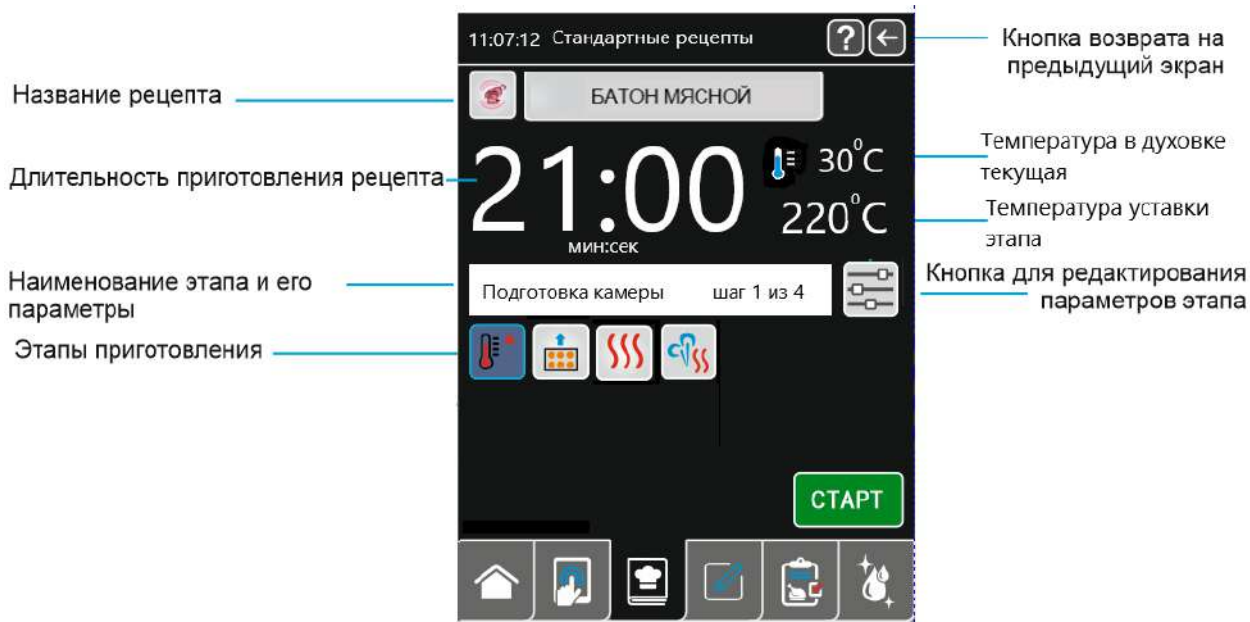 11:07:12 Стандартные рецепты
?
Кнопка возврата на
предыдущий экран
Название рецепта
БАТОН МЯСНОЙ
Длительность приготовления рецепта
21:00
мин:сек
30°C
220°C
Температура в духовке
текущая
Температура уставки
этапа
Наименование этапа и его
параметры
Подготовка камеры шаг 1 из 4
Кнопка для редактирования
параметров этапа
Этапы приготовления
СТАРТ